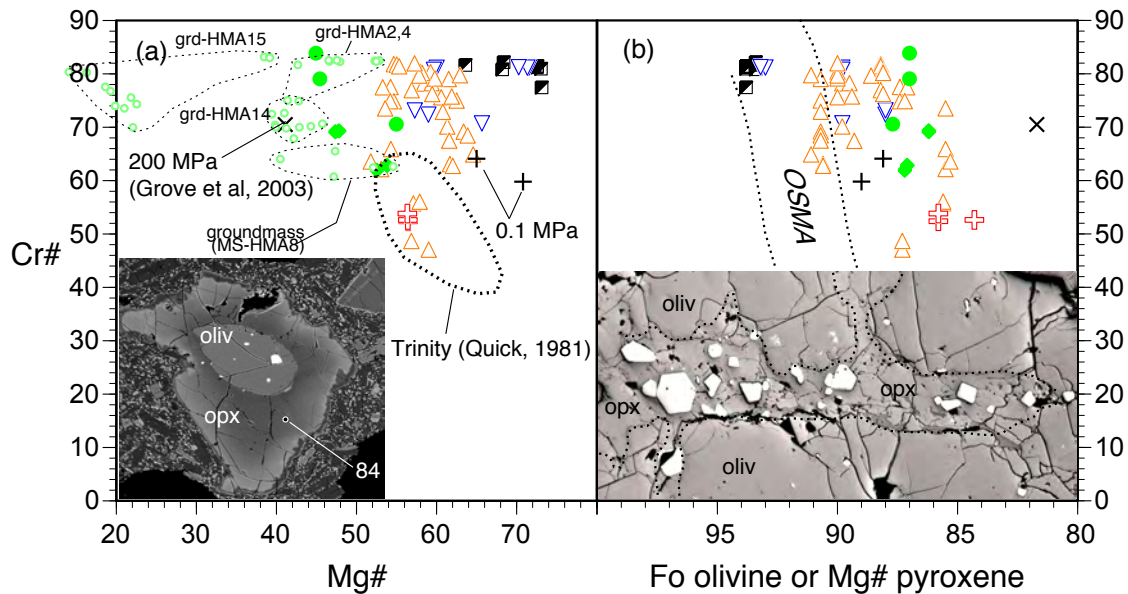 90
80
70
60
50
40
30
20
10
0
Cr#
(a)
grd-HMA15
grd-HMA2,4
grd-HMA14
200 MPa
(Grove et al, 2003)
groundmass
(MS-HMA8)
0.1 MPa
Trinity (Quick, 1981)
oliv
opx
84
20
30
40
50
60
70
Mg#
(b)
OSMA
oliv
opx
opx
oliv
90
80
70
60
50
40
30
20
10
0
95
90
85
80
Fo olivine or Mg# pyroxene